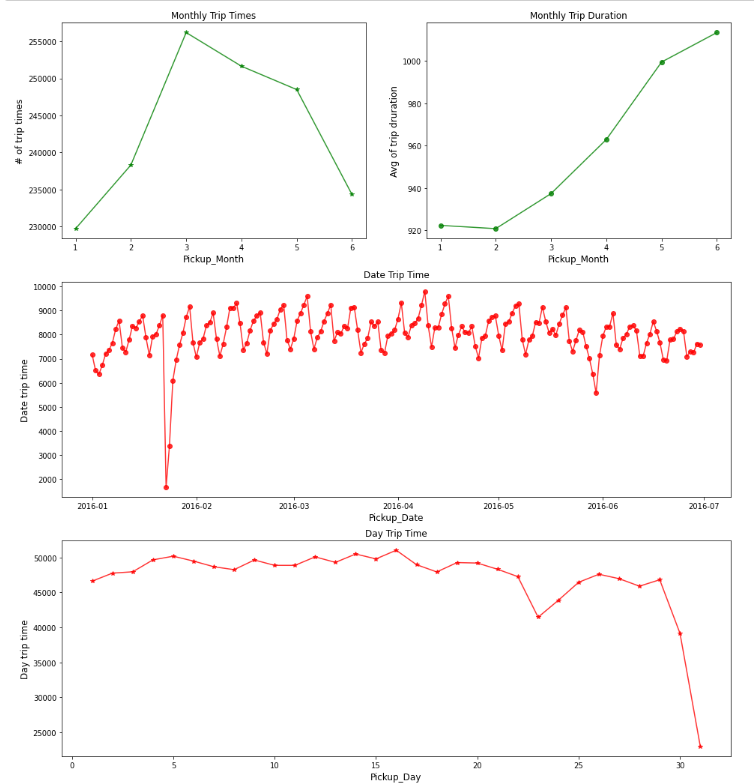 Monthly Trip Times
255000
250000
245000
240000
235000
230000
# of trip times
1 2 3 4 5 6
Pickup_Month
Monthly Trip Duration
1000
980
960
940
920
Avg of trip druration
1 2 3 4 5 6
Pickup_Month
Date Trip Time
10000
9000
8000
7000
6000
5000
4000
3000
2000
Date trip time
2016-01 2016-02 2016-03 2016-04 2016-05 2016-06 2016-07
Pickup_Date
Day Trip Time
50000
45000
40000
35000
30000
25000
Day trip time
0 5 10 15 20 25 30
Pickup_Day